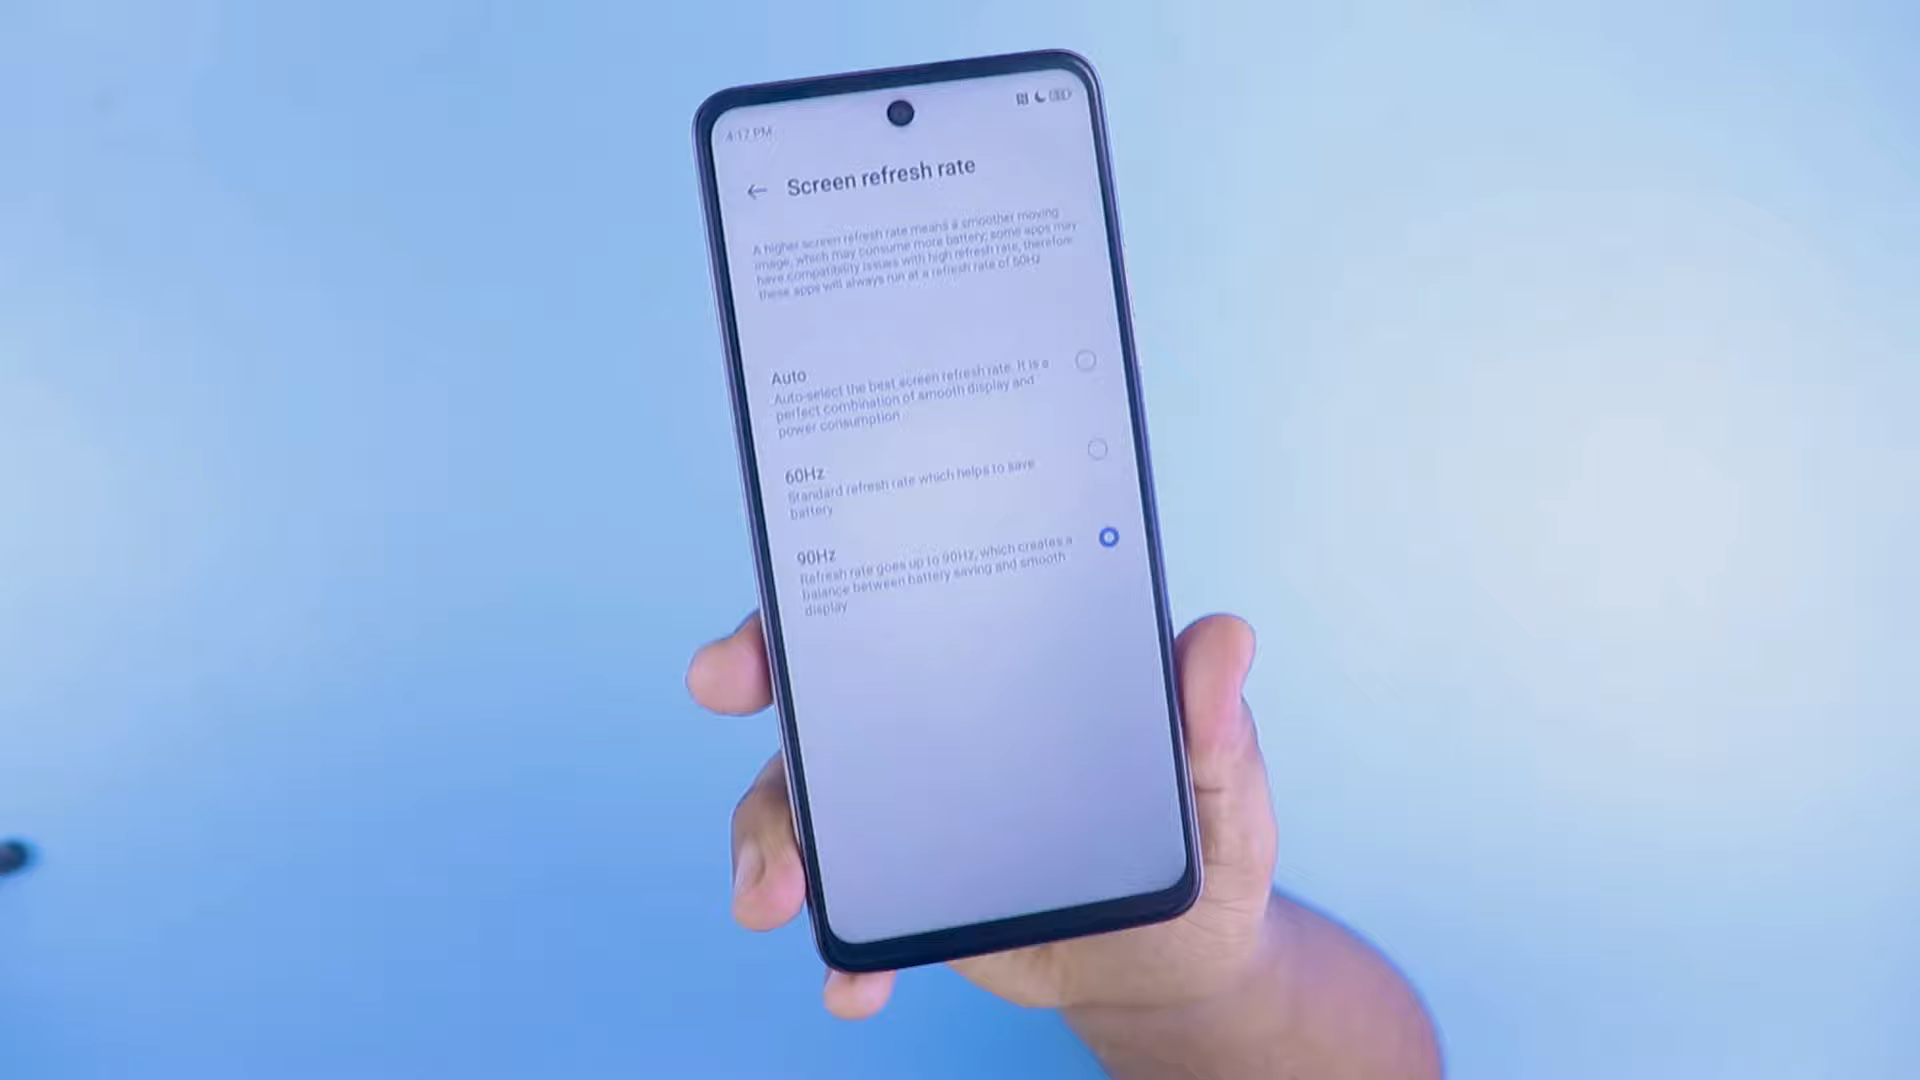 4:17 PM
Screen refresh rate
A higher screen refresh rate means a smoother moving
image, which may consume more battery; some apps may
have compatibility issues with high refresh rate, therefore
these apps will always run at a refresh rate of 60Hz
Auto
Auto-select the best screen refresh rate. It is a
perfect combination of smooth display and
power consumption
60Hz
Standard refresh rate which helps to save
battery
90Hz
Refresh rate goes up to 90Hz, which creates a
balance between battery saving and smooth
display